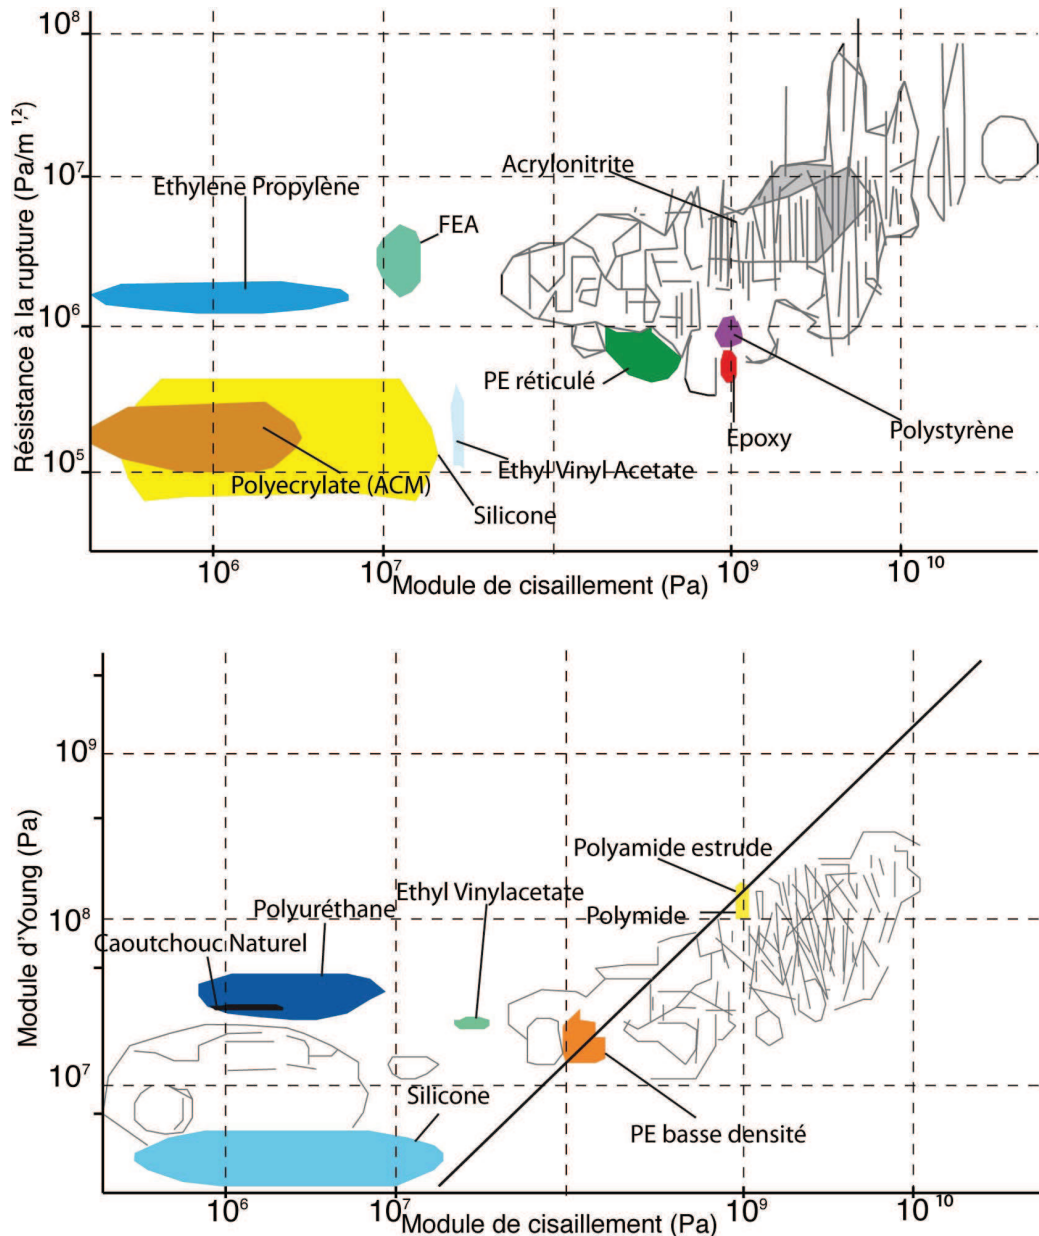 10⁸
Résistance à la rupture (Pa/m ¹,²)
Acrylonitrite
10⁷
Ethylène Propylène
FEA
10⁶
PE réticulé
Epoxy
Polystyrène
10⁵
Polyecrylate (ACM)
Ethyl Vinyl Acetate
Silicone
10⁶
10⁷
10⁹
10 ¹⁰
Module de cisaillement (Pa)
10⁹
Module d'Young (Pa)
Polyamide estrude
Ethyl Vinylacetate
Polyuréthane
Polymide
10⁸
Caoutchouc Naturel
10⁷
Silicone
PE basse densité
10⁶
10⁷
10⁹
10 ¹⁰
Module de cisaillement (Pa)